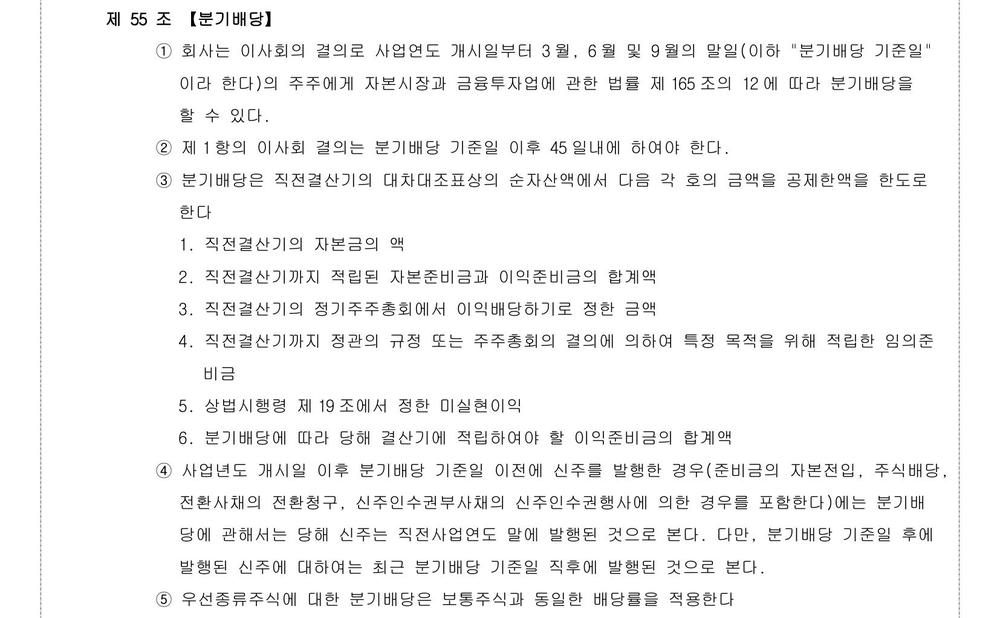 제 55 조 【분기배당】
① 회사는 이사회의 결의로 사업연도 개시일부터 3월, 6월 및 9월의 말일(이하 "분기배당 기준일"
이라 한다)의 주주에게 자본시장과 금융투자업에 관한 법률 제 165조의 12에 따라 분기배당을
할 수 있다.
② 제1항의 이사회 결의는 분기배당 기준일 이후 45일내에 하여야 한다.
③ 분기배당은 직전결산기의 대차대조표상의 순자산액에서 다음 각 호의 금액을 공제한액을 한도로
한다
1. 직전결산기의 자본금의 액
2. 직전결산기까지 적립된 자본준비금과 이익준비금의 합계액
3. 직전결산기의 정기주주총회에서 이익배당하기로 정한 금액
4. 직전결산기까지 정관의 규정 또는 주주총회의 결의에 의하여 특정 목적을 위해 적립한 임의준
비금
5. 상법시행령 제19조에서 정한 미실현이익
6. 분기배당에 따라 당해 결산기에 적립하여야 할 이익준비금의 합계액
④ 사업년도 개시일 이후 분기배당 기준일 이전에 신주를 발행한 경우(준비금의 자본전입, 주식배당,
전환사채의 전환청구, 신주인수권부사채의 신주인수권행사에 의한 경우를 포함한다)에는 분기배
당에 관해서는 당해 신주는 직전사업연도 말에 발행된 것으로 본다. 다만, 분기배당 기준일 후에
발행된 신주에 대하여는 최근 분기배당 기준일 직후에 발행된 것으로 본다.
⑤ 우선종류주식에 대한 분기배당은 보통주식과 동일한 배당률을 적용한다